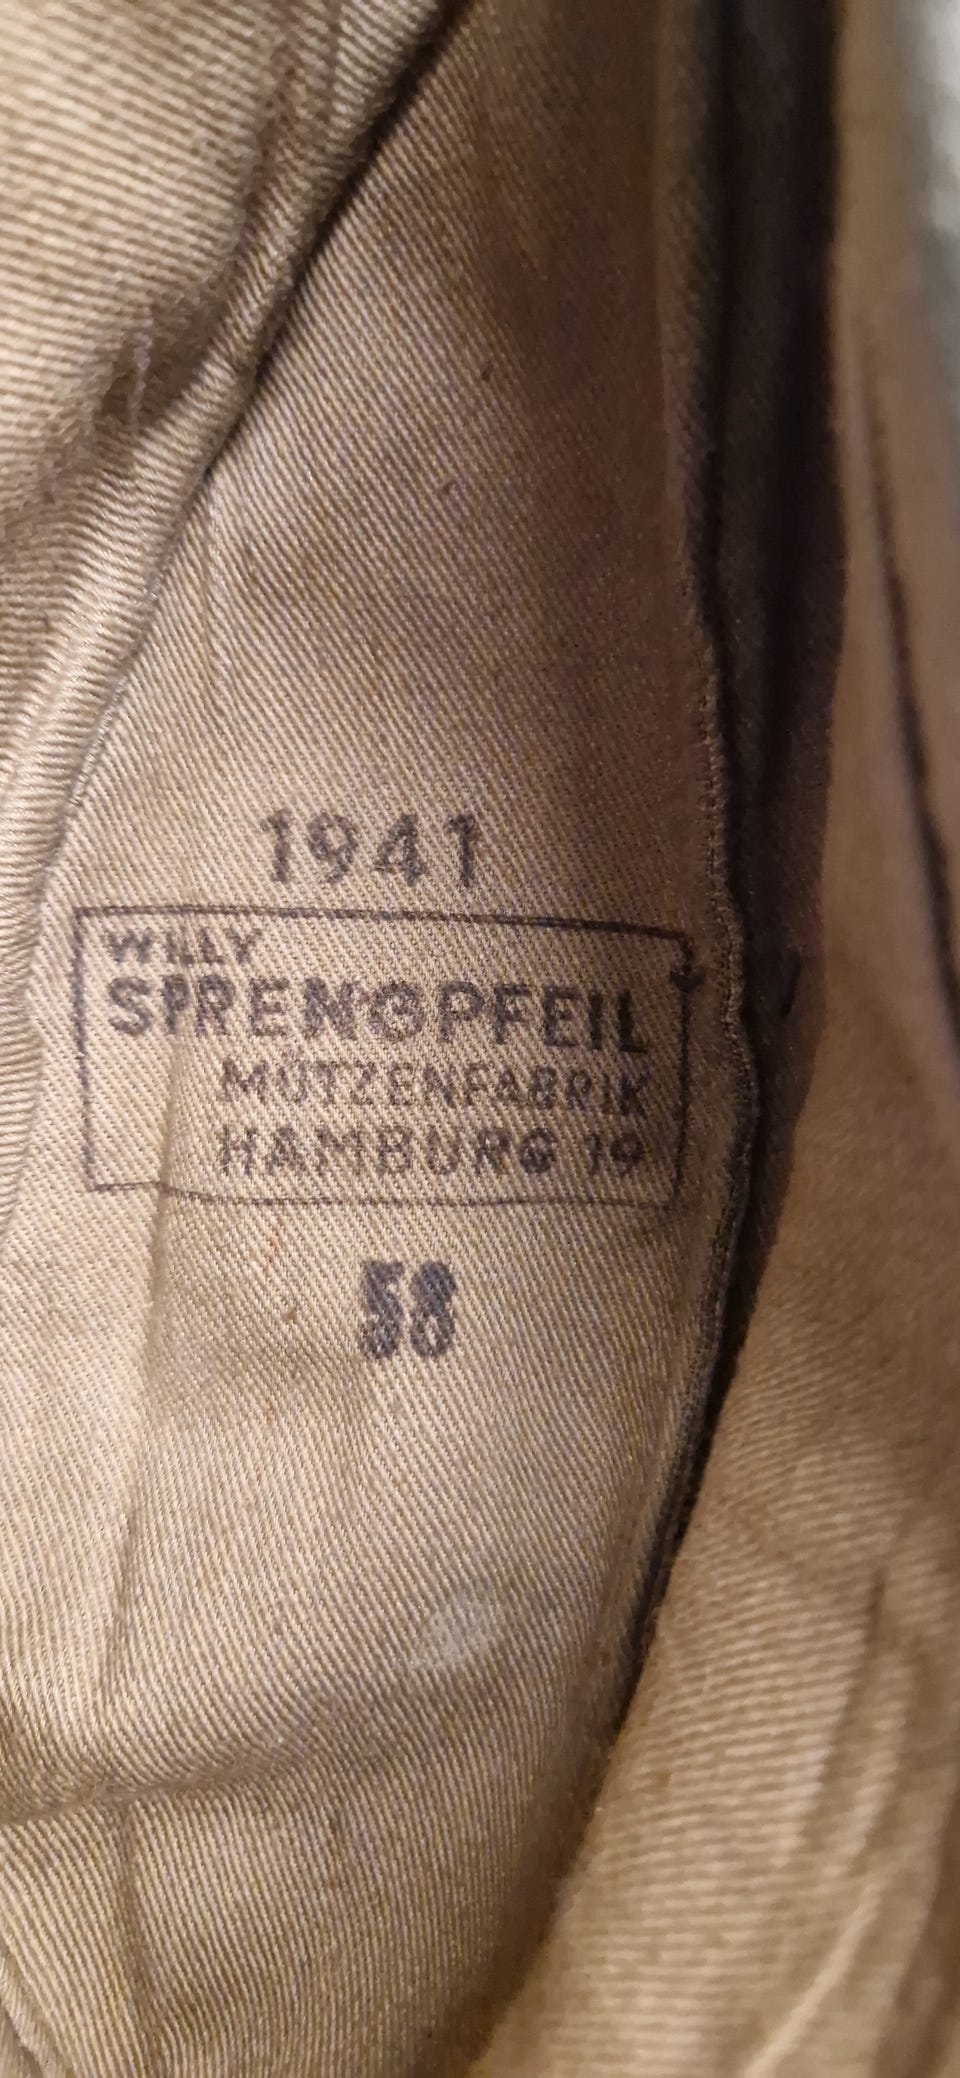 1941
WILLY
SPRENGPFEIL
MÜTZENFABRIK
HAMBURG 19
58